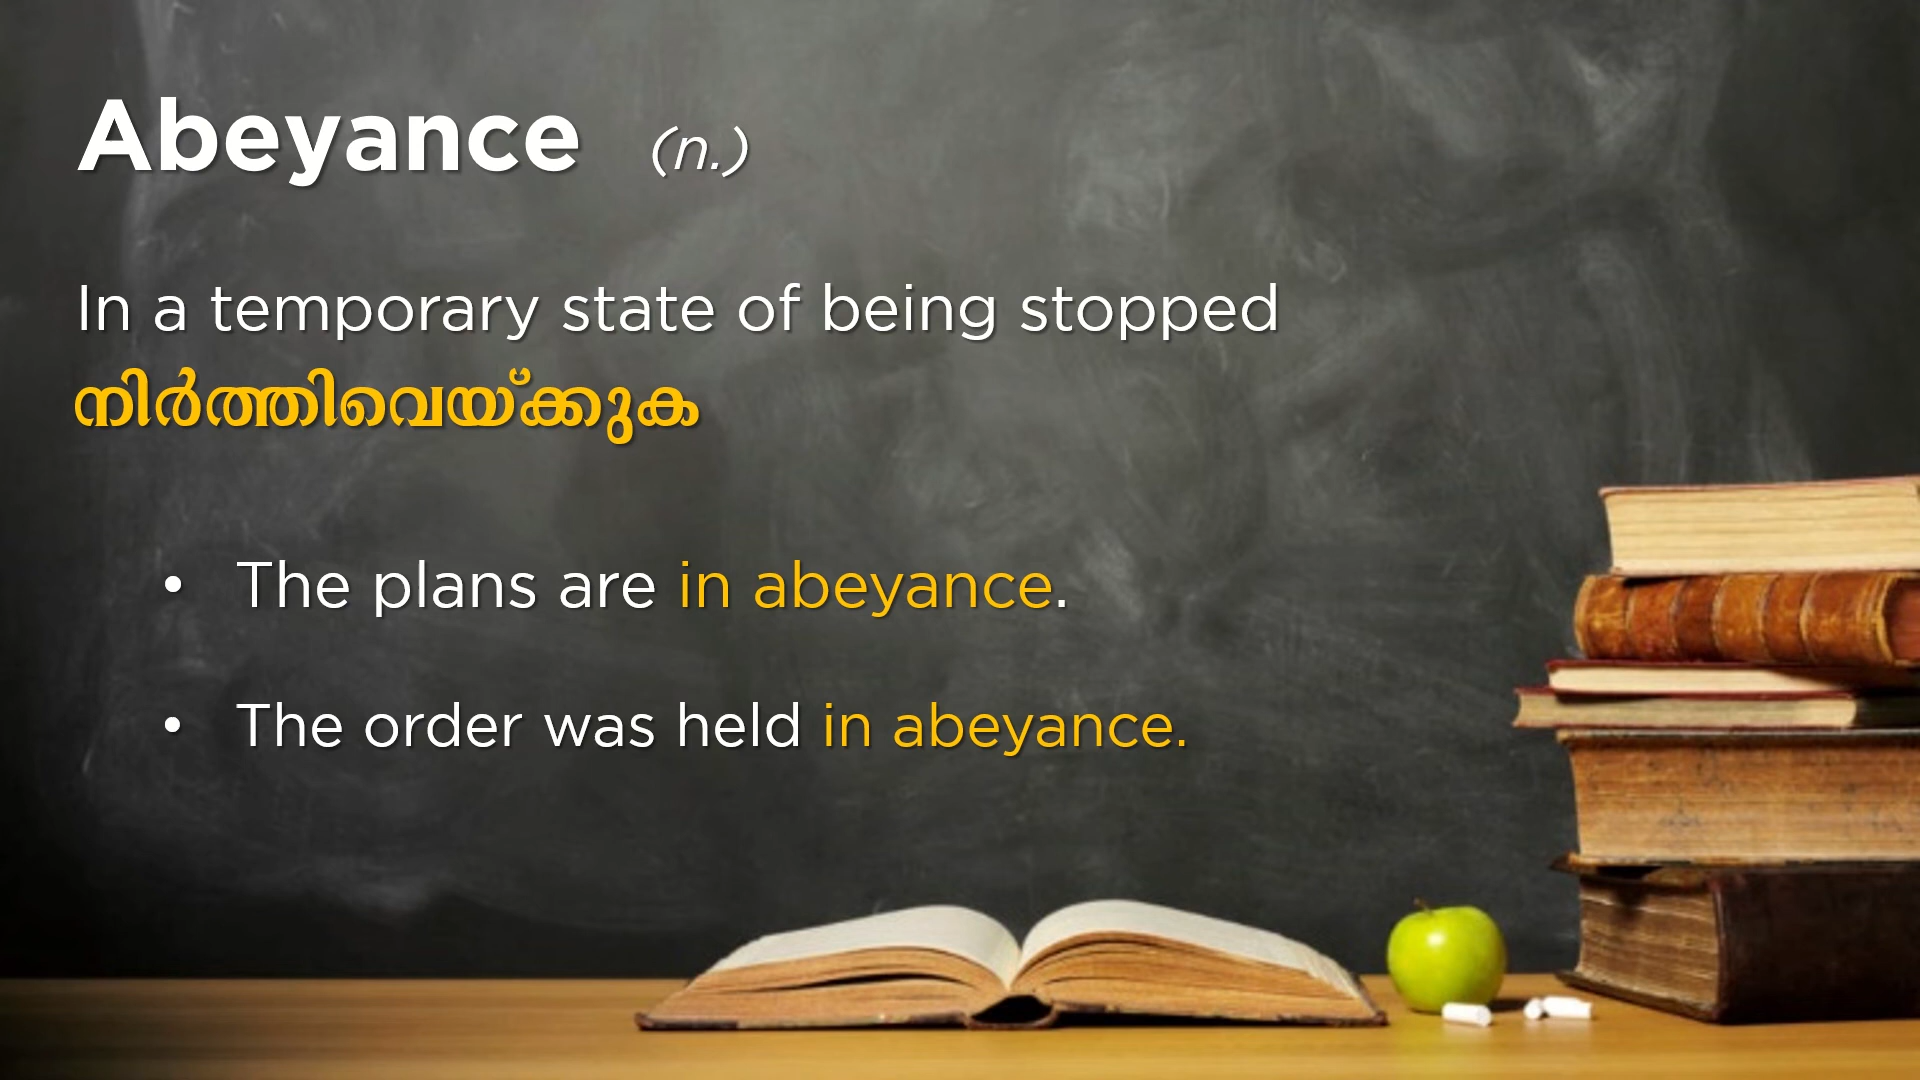 Abeyance (n.)
In a temporary state of being stopped
നിർത്തിവെയ്ക്കുക
• The plans are in abeyance.
• The order was held in abeyance.